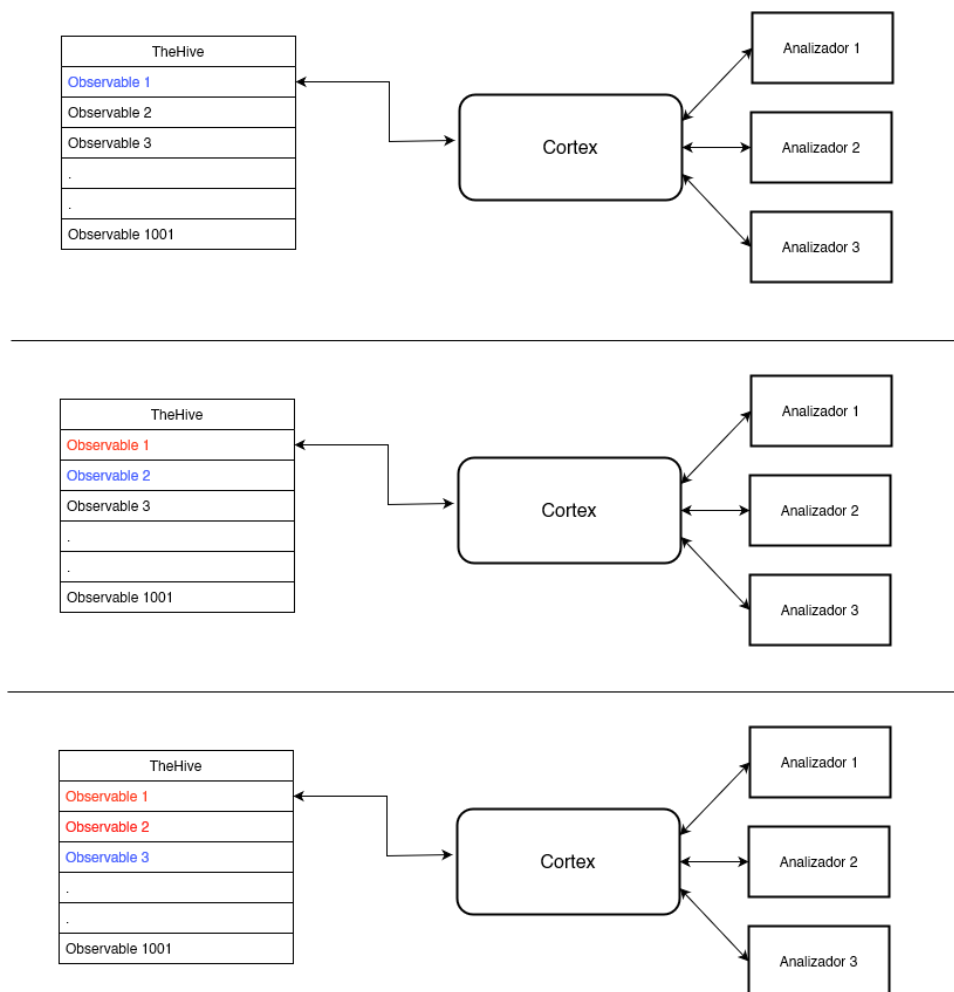 TheHive
Observable 1
Observable 2
Observable 3
.
.
Observable 1001
Cortex
Analizador 1
Analizador 2
Analizador 3
TheHive
Observable 1
Observable 2
Observable 3
.
.
Observable 1001
Cortex
Analizador 1
Analizador 2
Analizador 3
TheHive
Observable 1
Observable 2
Observable 3
.
.
Observable 1001
Cortex
Analizador 1
Analizador 2
Analizador 3